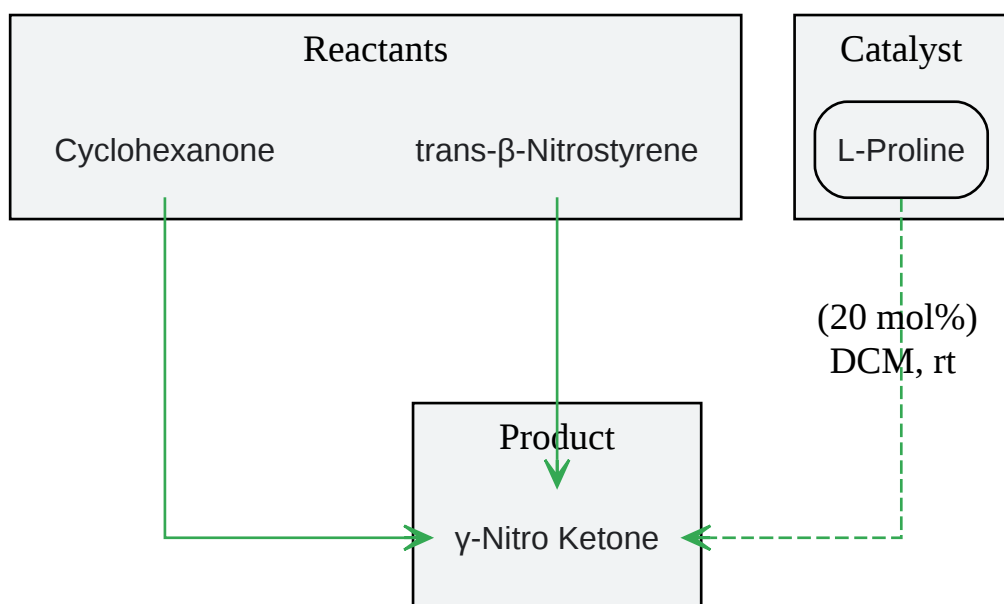 Reactants
Catalyst
Cyclohexanone
trans-β-Nitrostyrene
L-Proline
(20 mol%)
DCM, rt
Product
γ-Nitro Ketone